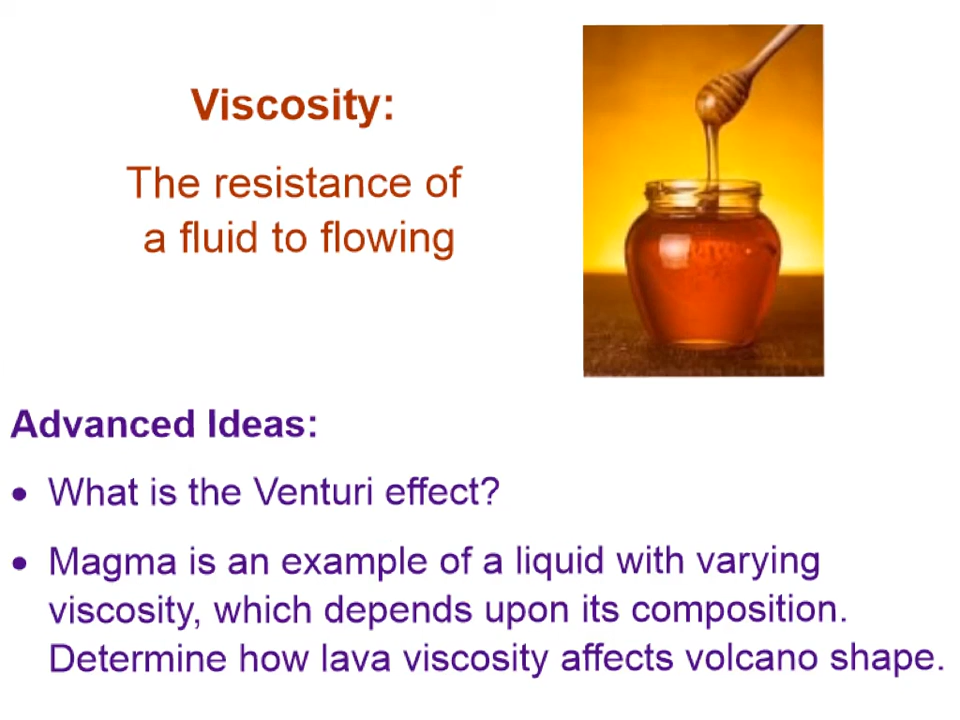 Viscosity:
The resistance of
a fluid to flowing
Advanced Ideas:
• What is the Venturi effect?
• Magma is an example of a liquid with varying
viscosity, which depends upon its composition.
Determine how lava viscosity affects volcano shape.